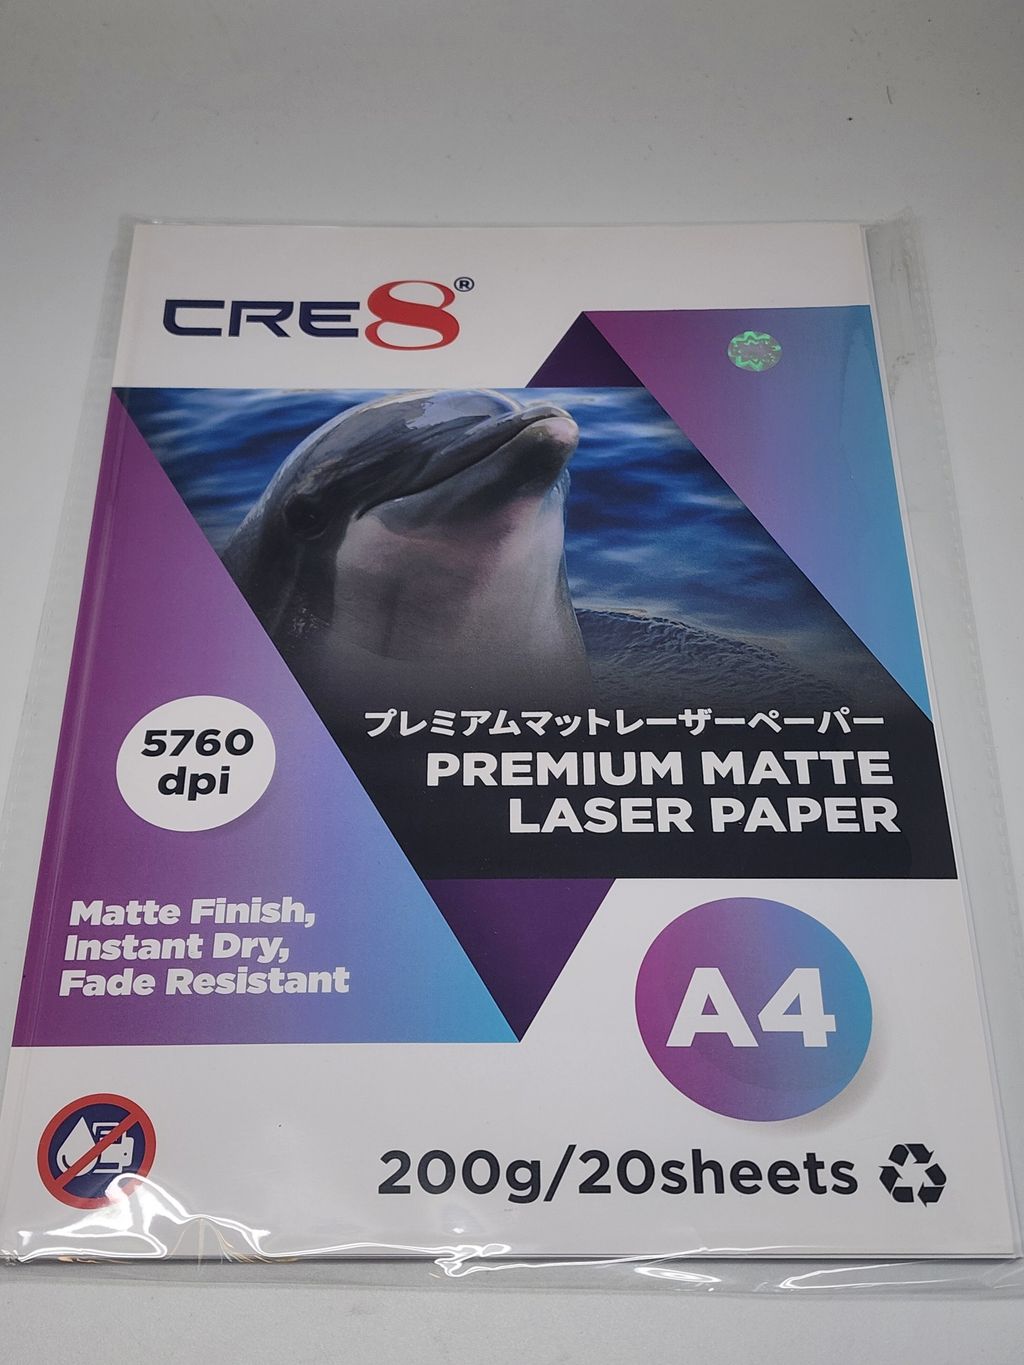 CRE8®
プレミアムマットレーザーペーパー
PREMIUM MATTE
LASER PAPER
5760
dpi
Matte Finish,
Instant Dry,
Fade Resistant
A4
200g/20sheets